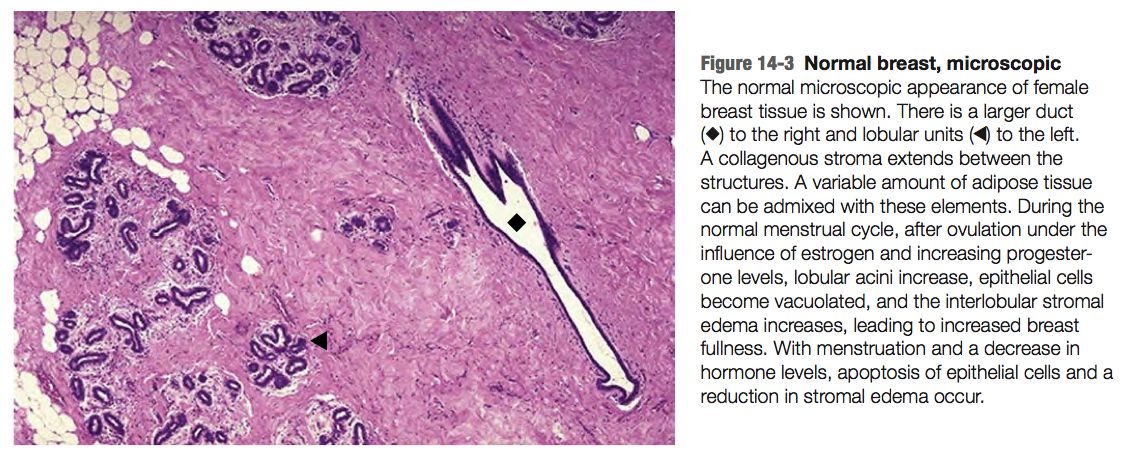 Figure 14-3 Normal breast, microscopic
The normal microscopic appearance of female
breast tissue is shown. There is a larger duct
(◆) to the right and lobular units (◀) to the left.
A collagenous stroma extends between the
structures. A variable amount of adipose tissue
can be admixed with these elements. During the
normal menstrual cycle, after ovulation under the
influence of estrogen and increasing progester-
one levels, lobular acini increase, epithelial cells
become vacuolated, and the interlobular stromal
edema increases, leading to increased breast
fullness. With menstruation and a decrease in
hormone levels, apoptosis of epithelial cells and a
reduction in stromal edema occur.